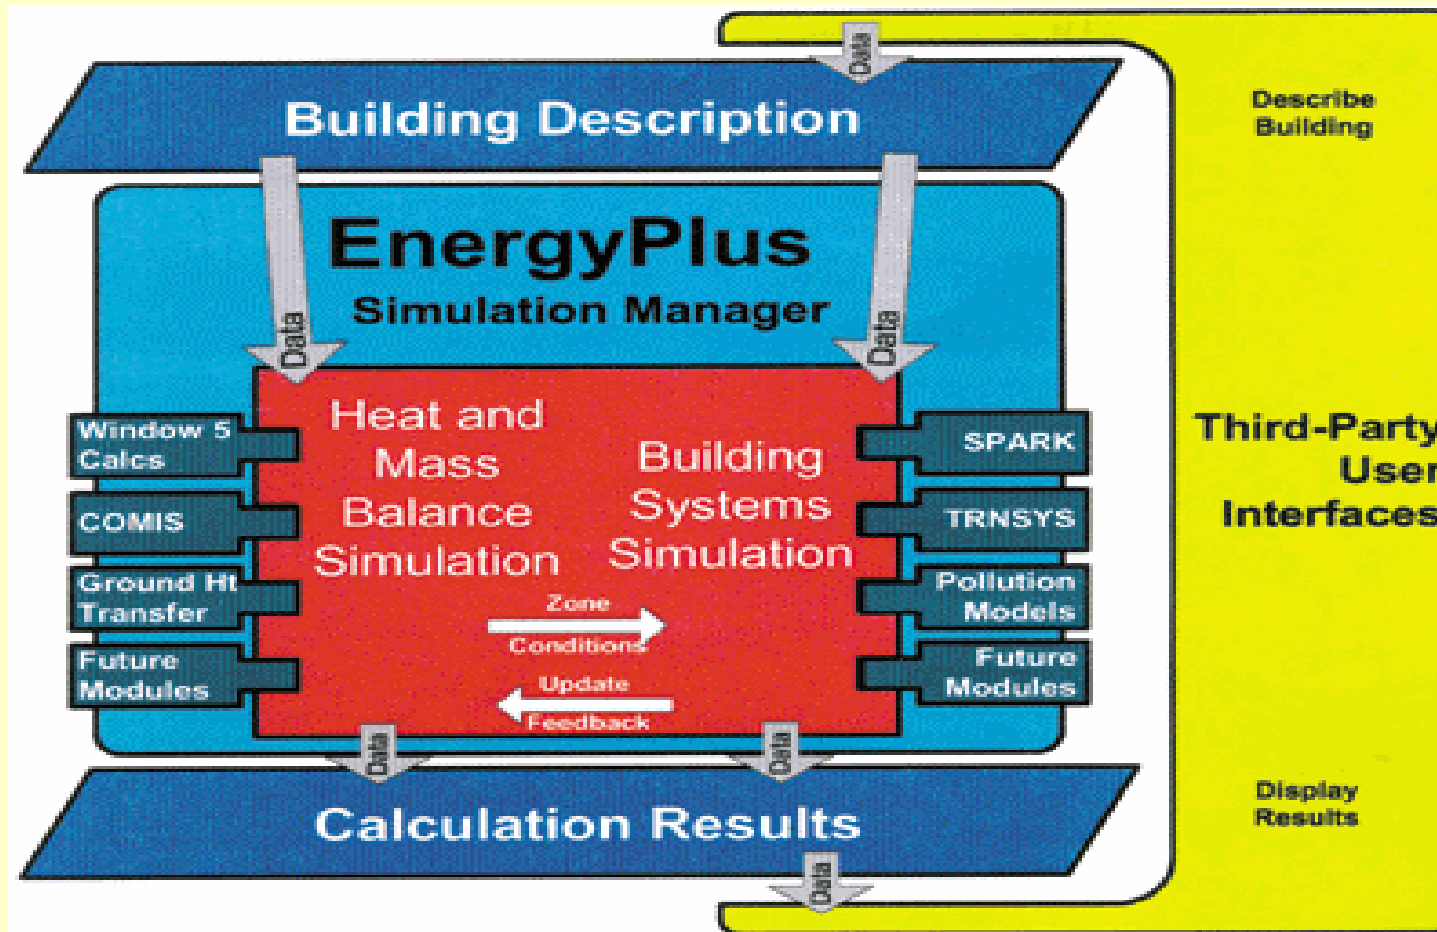 Data
Describe
Building
Building Description
EnergyPlus
Simulation Manager
Data
Data
Heat and
Mass
Balance
Simulation
Building
Systems
Simulation
Window 5
Calcs
COMIS
Ground Ht
Transfer
Future
Modules
SPARK
TRNSYS
Pollution
Models
Future
Modules
Zone
Conditions
Update
Feedback
Third-Party
User
Interfaces
Data
Data
Calculation Results
Display
Results
Data